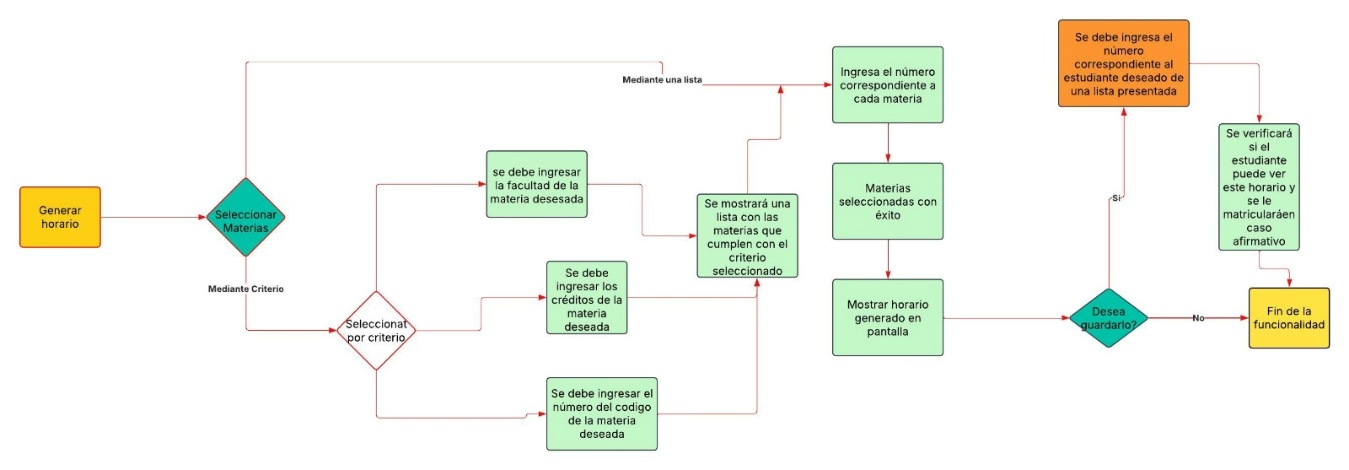 Generar
horario
Seleccionar
Materias
Mediante una lista
Mediante Criterio
Seleccionat
por criterio
se debe ingresar
la facultad de la
materia desesada
Se debe
ingresar los
créditos de la
materia
deseada
Se debe ingresar el
número del codigo
de la materia
deseada
Se mostrará una
lista con las
materias que
cumplen con el
criterio
seleccionado
Ingresa el número
correspondiente a
cada materia
Materias
seleccionadas con
éxito
Mostrar horario
generado en
pantalla
Desea
guardarlo?
Si
No
Se debe ingresa el
número
correspondiente al
estudiante deseado de
una lista presentada
Se verificará
si el
estudiante
puede ver
este horario y
se le
matricularáen
caso
afirmativo
Fin de la
funcionalidad